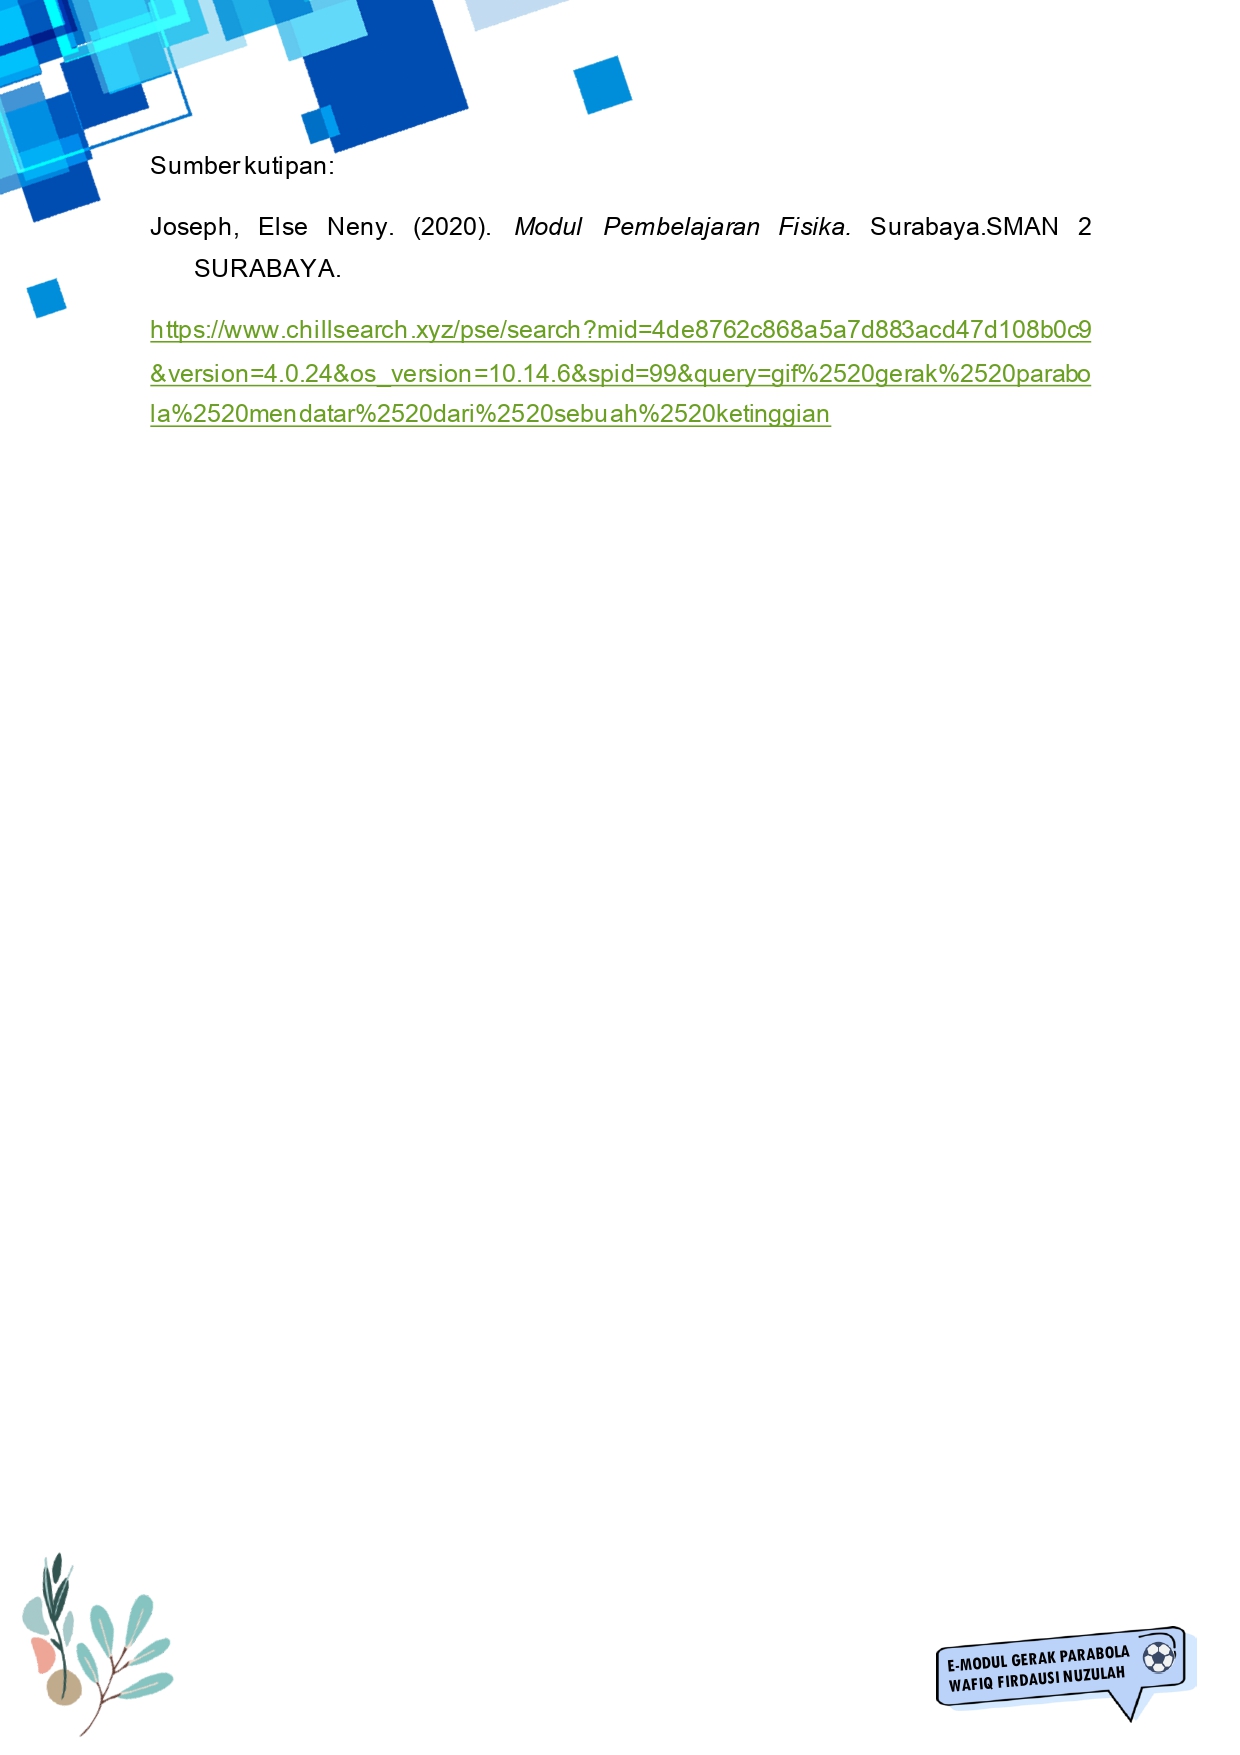 Sumber kutipan:
Joseph, Else Neny. (2020). Modul Pembelajaran Fisika. Surabaya.SMAN 2
SURABAYA.
https://www.chillsearch.xyz/pse/search?mid=4de8762c868a5a7d883acd47d108b0c9
&version=4.0.24&os_version=10.14.6&spid=99&query=gif%2520gerak%2520parabo
la%2520mendatar%2520dari%2520sebuah%2520ketinggian
E-MODUL GERAK PARABOLA
WAFIQ FIRDAUSI NUZULAH